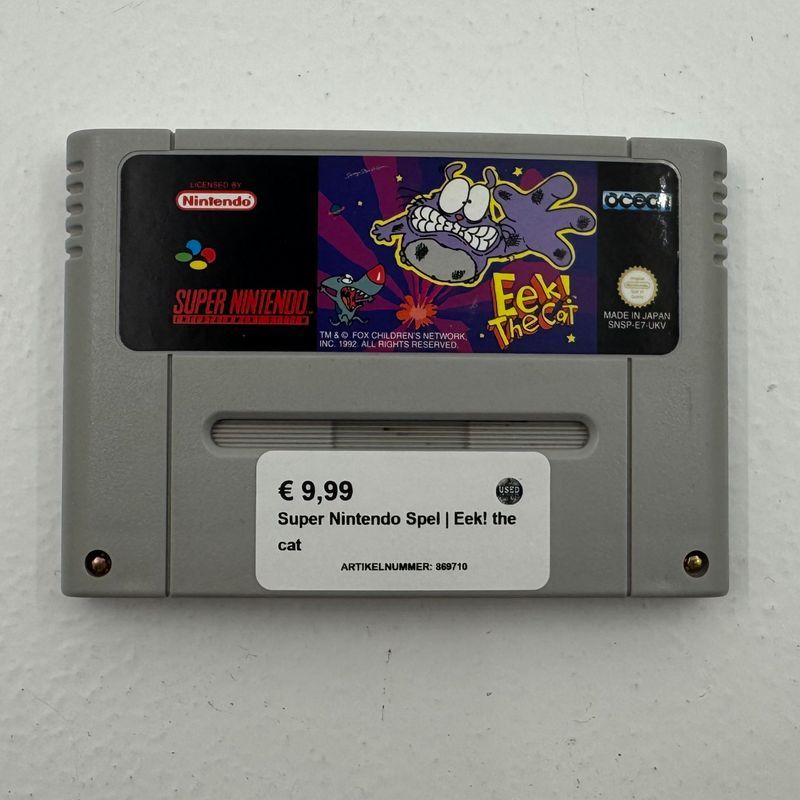 LICENSED BY
Nintendo
SUPER NINTENDO
ENTERTAINMENT SYSTEM
Eek!
The Cat
TM & © FOX CHILDREN'S NETWORK,
INC. 1992. ALL RIGHTS RESERVED.
ocean
MADE IN JAPAN
SNSP-E7-UKV
€ 9,99
USED
Super Nintendo Spel | Eek! the
cat
ARTIKELNUMMER: 869710